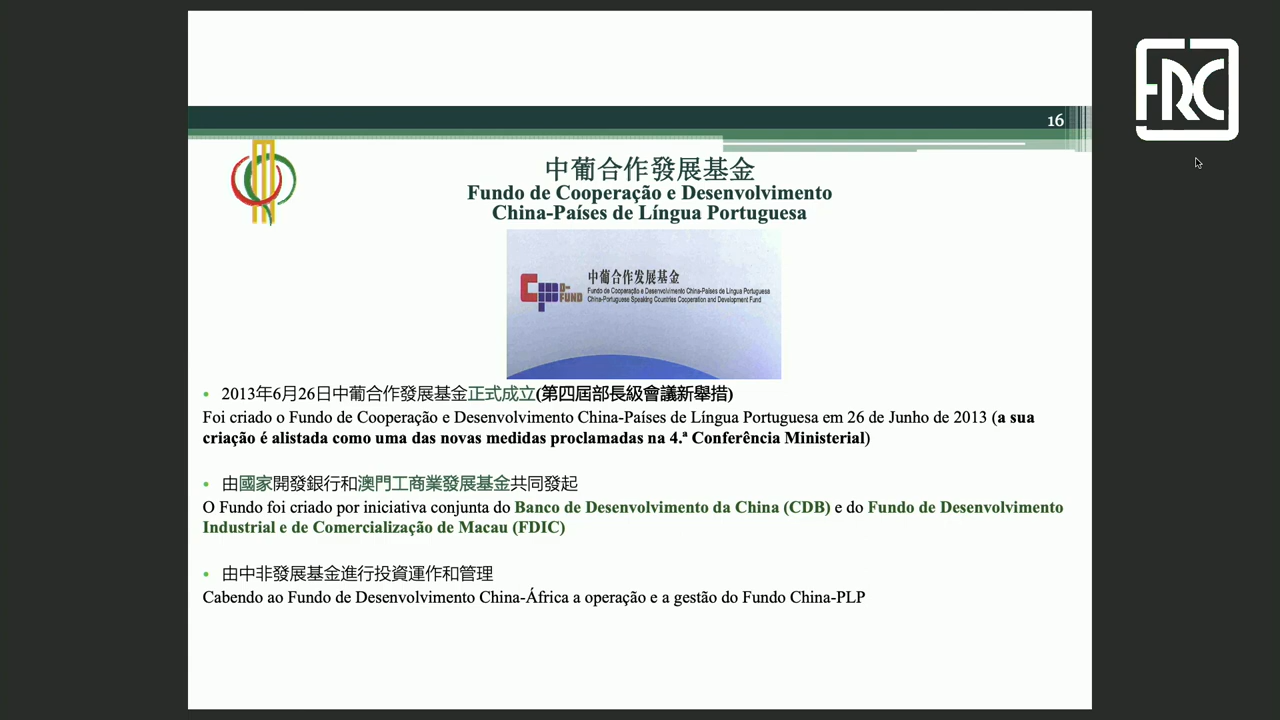 FRC
16
中葡合作發展基金
Fundo de Cooperação e Desenvolvimento
China-Países de Língua Portuguesa
中葡合作发展基金
D-FUND
Fundo de Cooperação e Desenvolvimento China-Países de Língua Portuguesa
China-Portuguese Speaking Countries Cooperation and Development Fund
• 2013年6月26日中葡合作發展基金正式成立(第四屆部長級會議新舉措)
Foi criado o Fundo de Cooperação e Desenvolvimento China-Países de Língua Portuguesa em 26 de Junho de 2013 (a sua
criação é alistada como uma das novas medidas proclamadas na 4.ª Conferência Ministerial)
• 由國家開發銀行和澳門工商業發展基金共同發起
O Fundo foi criado por iniciativa conjunta do Banco de Desenvolvimento da China (CDB) e do Fundo de Desenvolvimento
Industrial e de Comercialização de Macau (FDIC)
• 由中非發展基金進行投資運作和管理
Cabendo ao Fundo de Desenvolvimento China-África a operação e a gestão do Fundo China-PLP